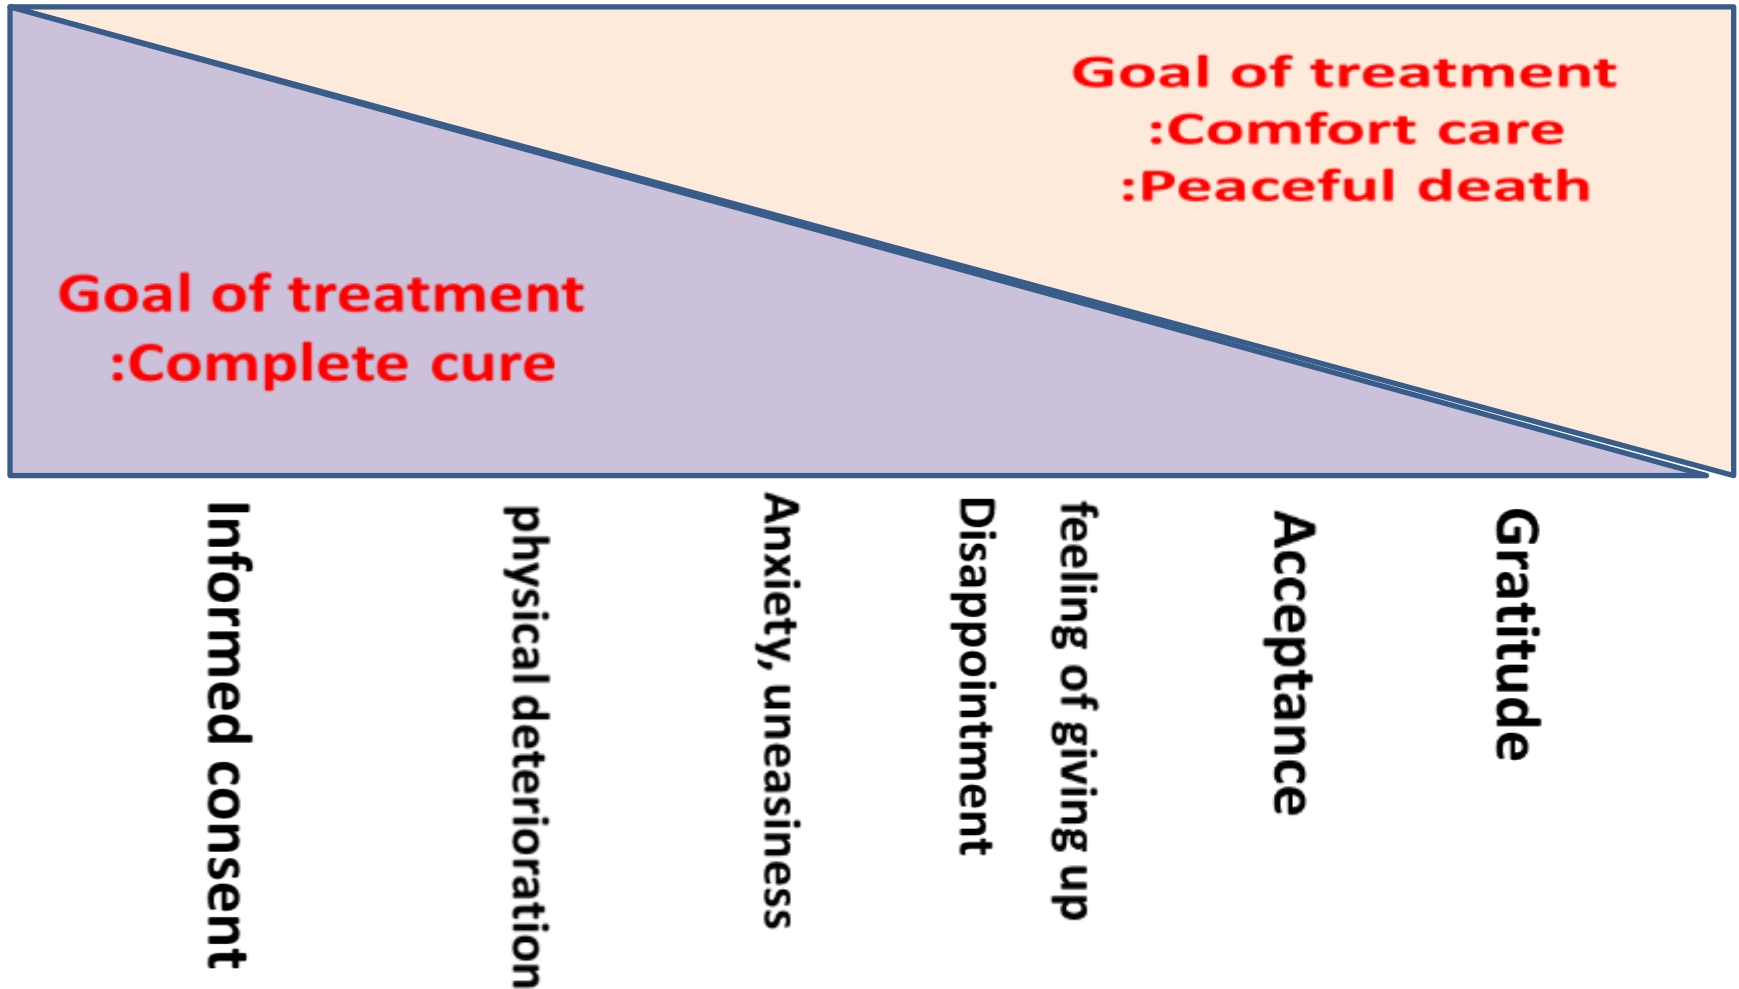 Goal of treatment
:Comfort care
:Peaceful death
Goal of treatment
:Complete cure
Informed consent
physical deterioration
Anxiety, uneasiness
Disappointment
feeling of giving up
Acceptance
Gratitude